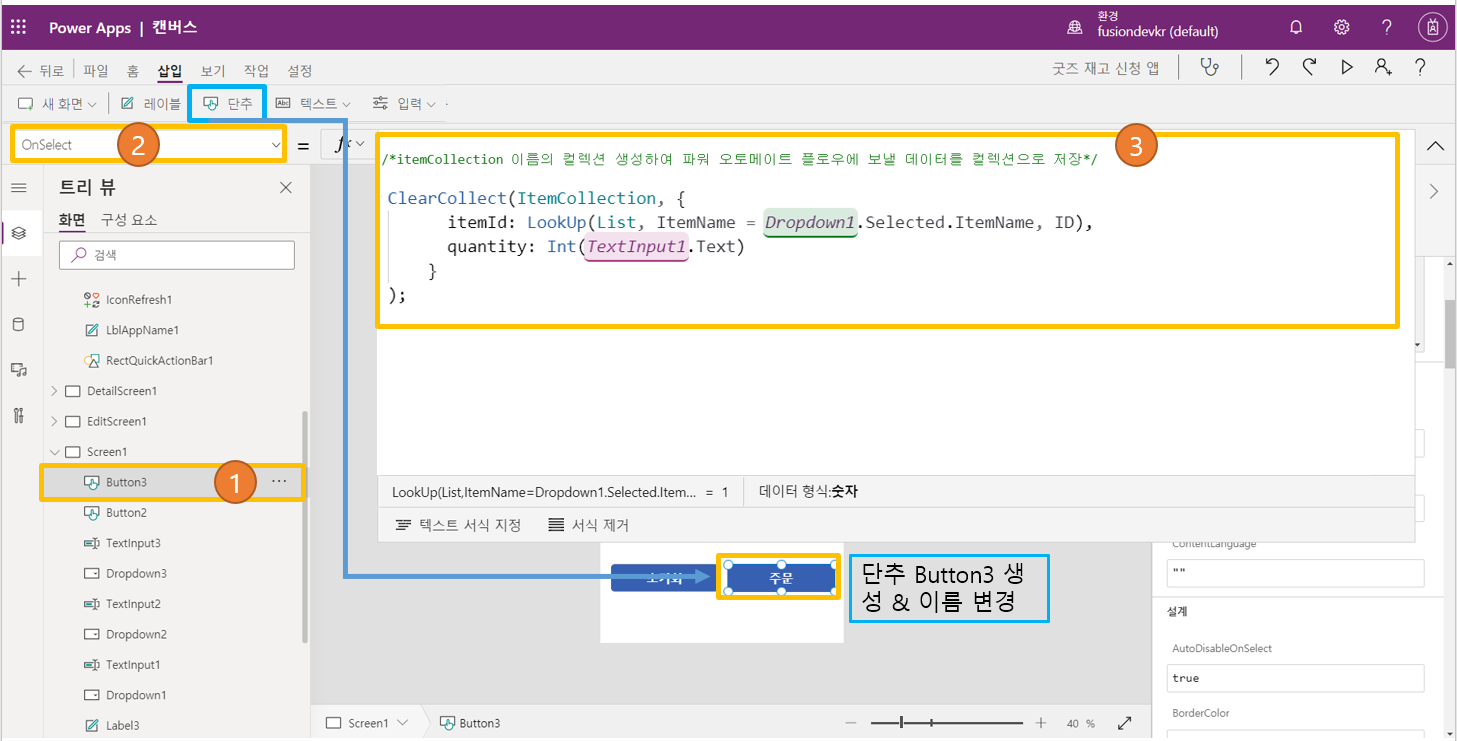 Power Apps | 캔버스
환경
fusiondevkr (default)
뒤로 파일 홈 삽입 보기 작업 설정
굿즈 재고 신청 앱
새 화면 레이블 단추 Abc 텍스트 입력
OnSelect
2
= fx
3
/*itemCollection 이름의 컬렉션 생성하여 파워 오토메이트 플로우에 보낼 데이터를 컬렉션으로 저장*/
ClearCollect(ItemCollection, {
itemId: LookUp(List, ItemName = Dropdown1.Selected.ItemName, ID),
quantity: Int(TextInput1.Text)
}
);
트리 뷰
화면 구성 요소
검색
IconRefresh1
LblAppName1
RectQuickActionBar1
DetailScreen1
EditScreen1
Screen1
Button3 1 ...
Button2
TextInput3
Dropdown3
TextInput2
Dropdown2
TextInput1
Dropdown1
Label3
LookUp(List,ItemName=Dropdown1.Selected.Item... = 1 데이터 형식:숫자
텍스트 서식 지정 서식 제거
주문
단추 Button3 생
성 & 이름 변경
ContentLanguage
""
설계
AutoDisableOnSelect
true
BorderColor
Screen1 Button3
40 %